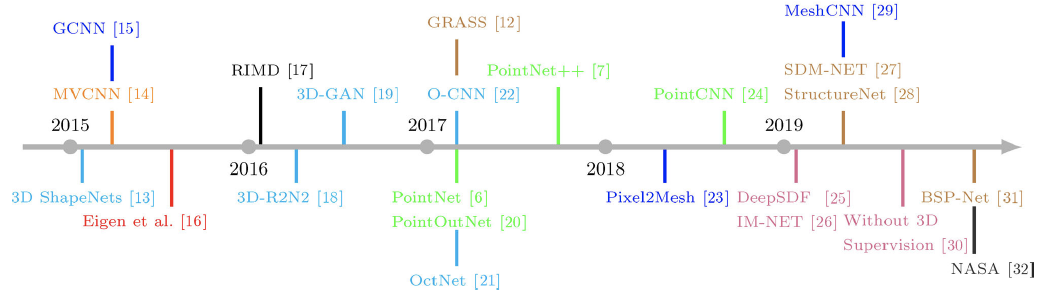 MeshCNN [29]
GRASS [12]
GCNN [15]
RIMD [17]
PointNet++ [7]
SDM-NET [27]
MVCNN [14]
3D-GAN [19]
O-CNN [22]
PointCNN [24]
StructureNet [28]
2015
2017
2019
2016
2018
3D ShapeNets [13]
3D-R2N2 [18]
PointNet [6]
Pixel2Mesh [23]
DeepSDF [25]
BSP-Net [31]
Eigen et al. [16]
PointOutNet [20]
IM-NET [26]
Without 3D
Supervision [30]
NASA [32]
OctNet [21]